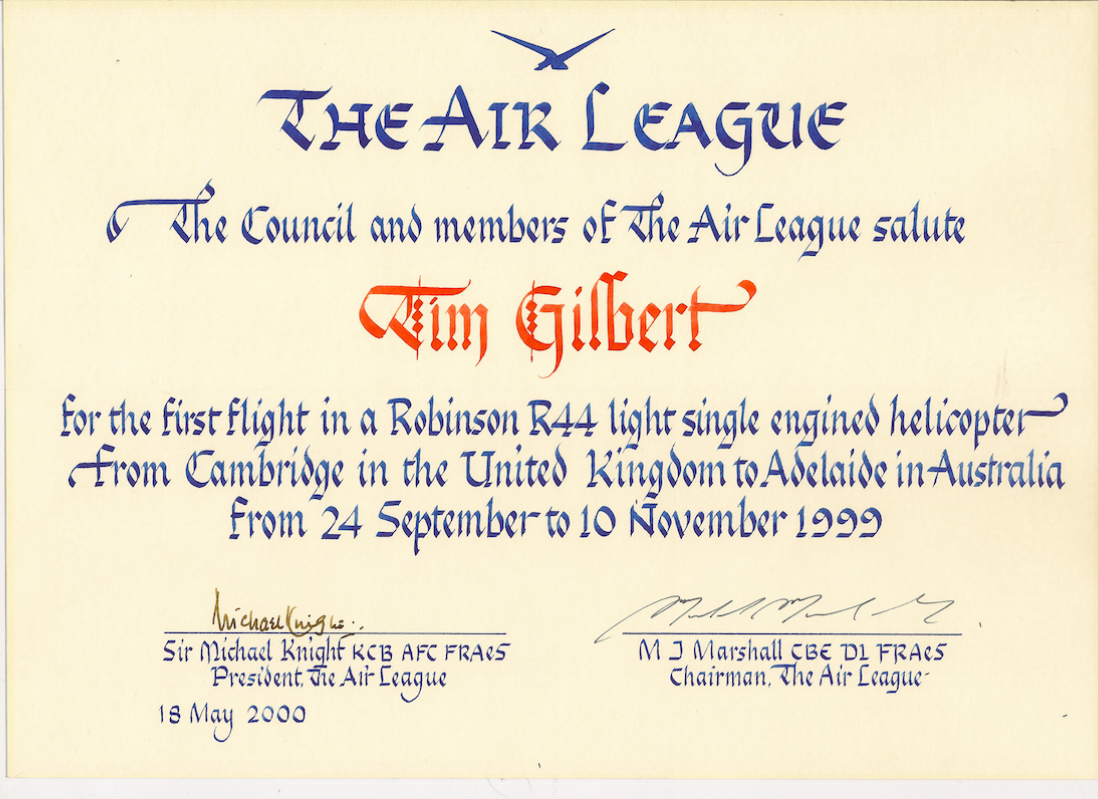 THE AIR LEAGUE
The Council and members of The Air League salute
Tim Gilbert
for the first flight in a Robinson R44 light single engined helicopter
from Cambridge in the United Kingdom to Adelaide in Australia
from 24 September to 10 November 1999
Michael Knight
Sir Michael Knight KCB AFC FRAeS
President, The Air League
18 May 2000
M J Marshall CBE DL FRAeS
Chairman, The Air League